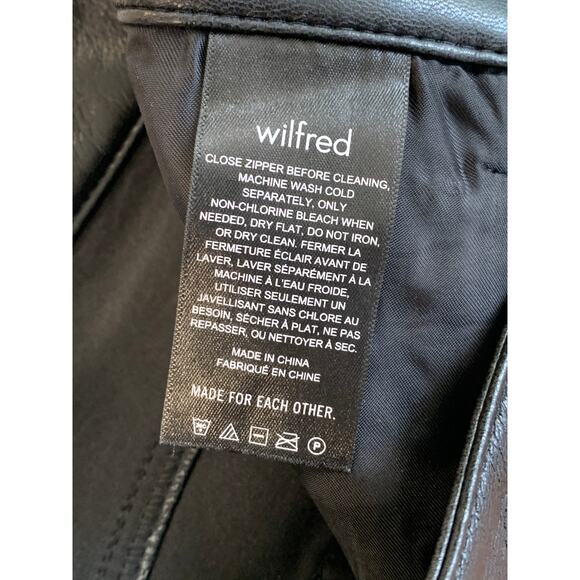 wilfred
CLOSE ZIPPER BEFORE CLEANING,
MACHINE WASH COLD
SEPARATELY, ONLY
NON-CHLORINE BLEACH WHEN
NEEDED, DRY FLAT, DO NOT IRON,
OR DRY CLEAN. FERMER LA
FERMETURE ÉCLAIR AVANT DE
LAVER, LAVER SÉPARÉMENT À LA
MACHINE À L'EAU FROIDE,
UTILISER SEULEMENT UN
JAVELLISANT SANS CHLORE AU
BESOIN, SÉCHER À PLAT, NE PAS
REPASSER, OU NETTOYER À SEC.
MADE IN CHINA
FABRIQUÉ EN CHINE
MADE FOR EACH OTHER.
P